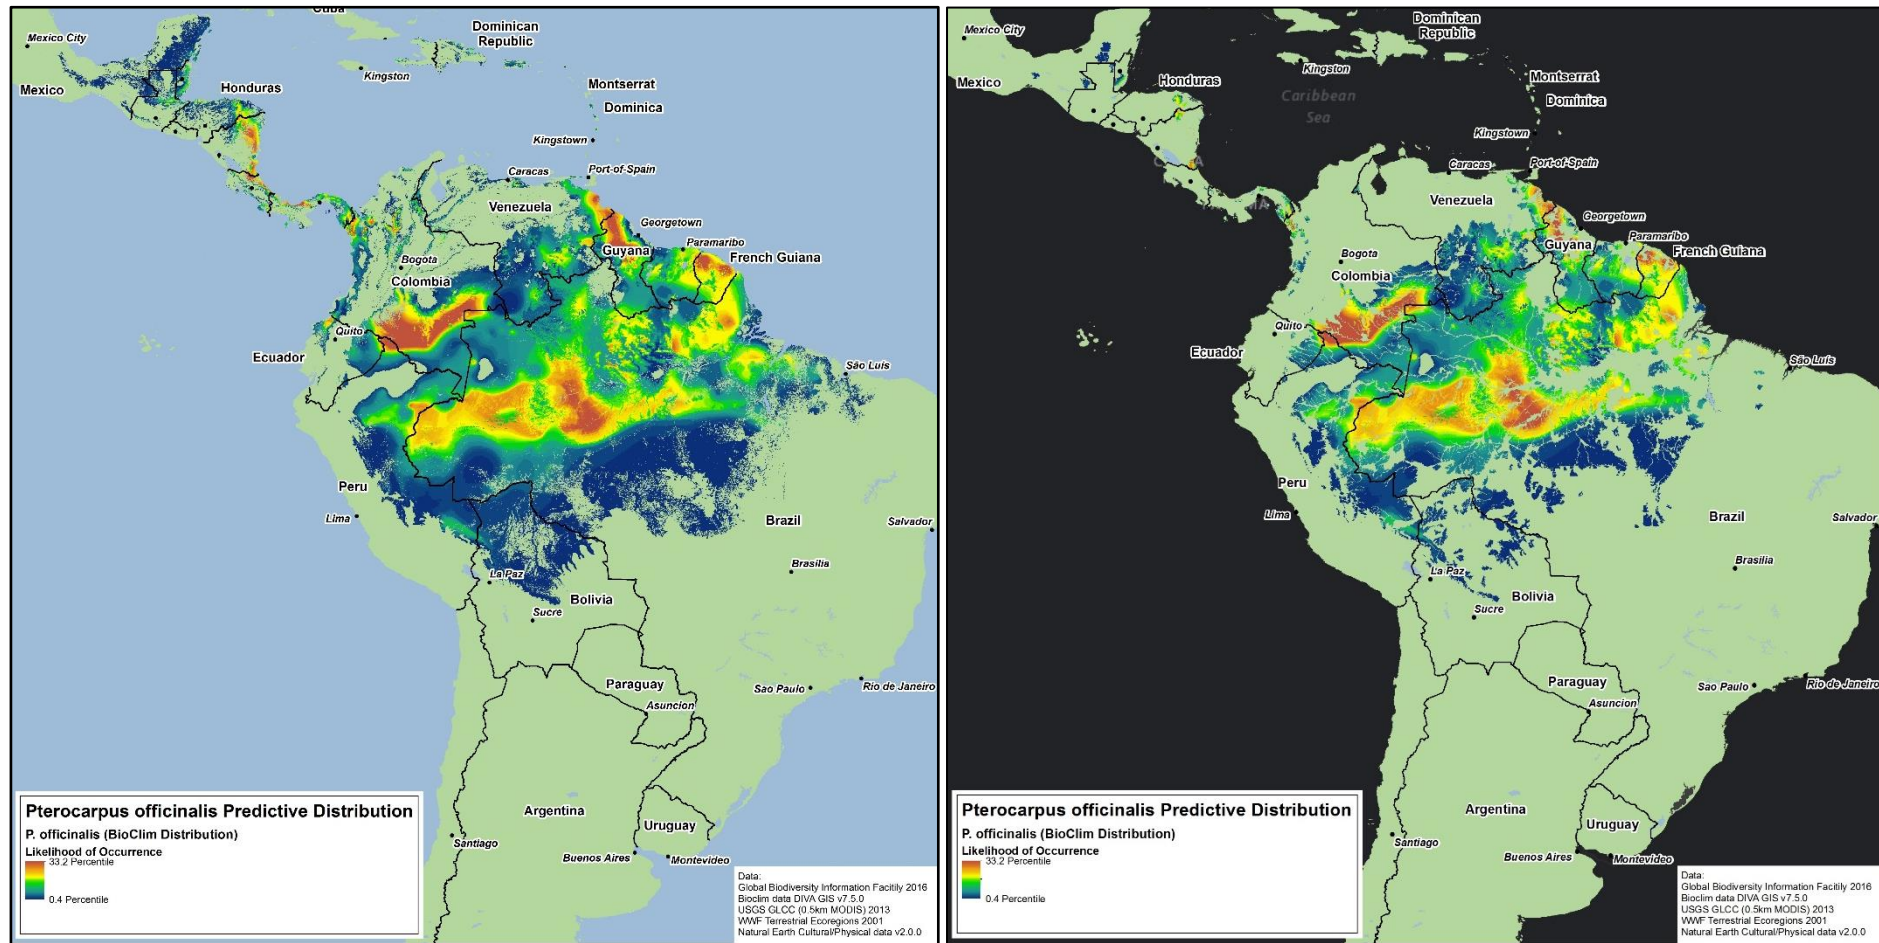 Cuba
Dominican
Republic
Mexico City
Kingston
Mexico
Honduras
Montserrat
Dominica
Kingstown
Caracas
Port-of-Spain
Venezuela
Georgetown
Paramaribo
Guyana
French Guiana
Bogota
Colombia
Quito
Ecuador
São Luís
Peru
Lima
Brazil
Salvador
Brasília
La Paz
Bolivia
Sucre
Paraguay
Sao Paulo
Rio de Janeiro
Asuncion
Argentina
Uruguay
Santiago
Buenos Aires
Montevideo
Pterocarpus officinalis Predictive Distribution
P. officinalis (BioClim Distribution)
Likelihood of Occurrence
33.2 Percentile
0.4 Percentile
Data:
Global Biodiversity Information Facitily 2016
Bioclim data DIVA GIS v7.5.0
USGS GLCC (0.5km MODIS) 2013
WWF Terrestrial Ecoregions 2001
Natural Earth Cultural/Physical data v2.0.0
Dominican
Republic
Mexico City
Kingston
Mexico
Honduras
Montserrat
Caribbean
Sea
Dominica
Kingstown
Caracas
Port-of-Spain
Venezuela
Georgetown
Paramaribo
Guyana
French Guiana
Bogota
Colombia
Quito
Ecuador
São Luís
Peru
Lima
Brazil
Salvador
Brasília
La Paz
Bolivia
Sucre
Paraguay
Sao Paulo
Rio de Janeiro
Asuncion
Argentina
Uruguay
Santiago
Buenos Aires
Montevideo
Pterocarpus officinalis Predictive Distribution
P. officinalis (BioClim Distribution)
Likelihood of Occurrence
33.2 Percentile
0.4 Percentile
Data:
Global Biodiversity Information Facitily 2016
Bioclim data DIVA GIS v7.5.0
USGS GLCC (0.5km MODIS) 2013
WWF Terrestrial Ecoregions 2001
Natural Earth Cultural/Physical data v2.0.0